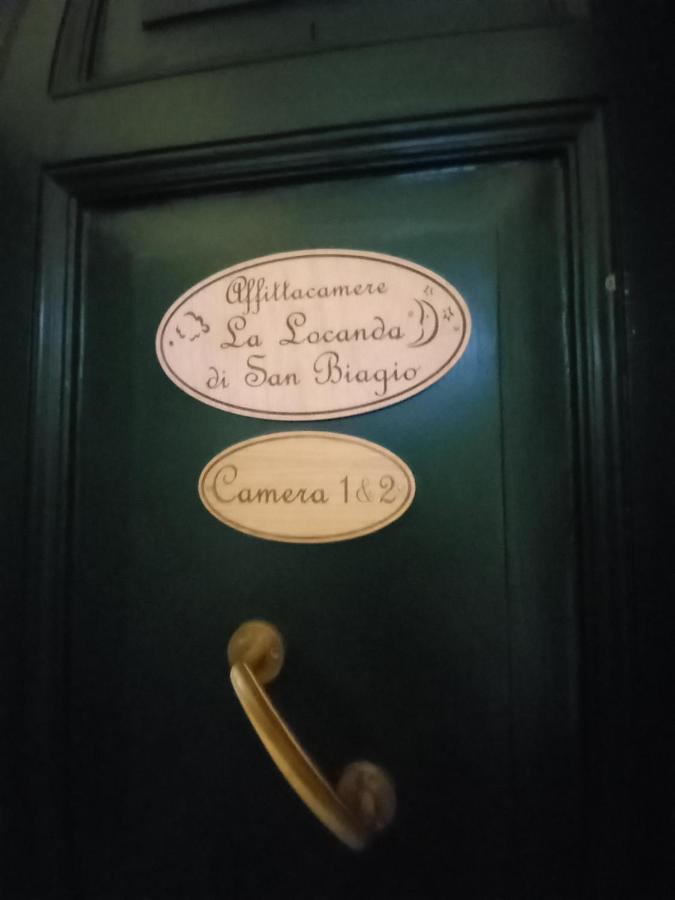 Affittacamere
La Locanda
di San Biagio
Camera 1&2